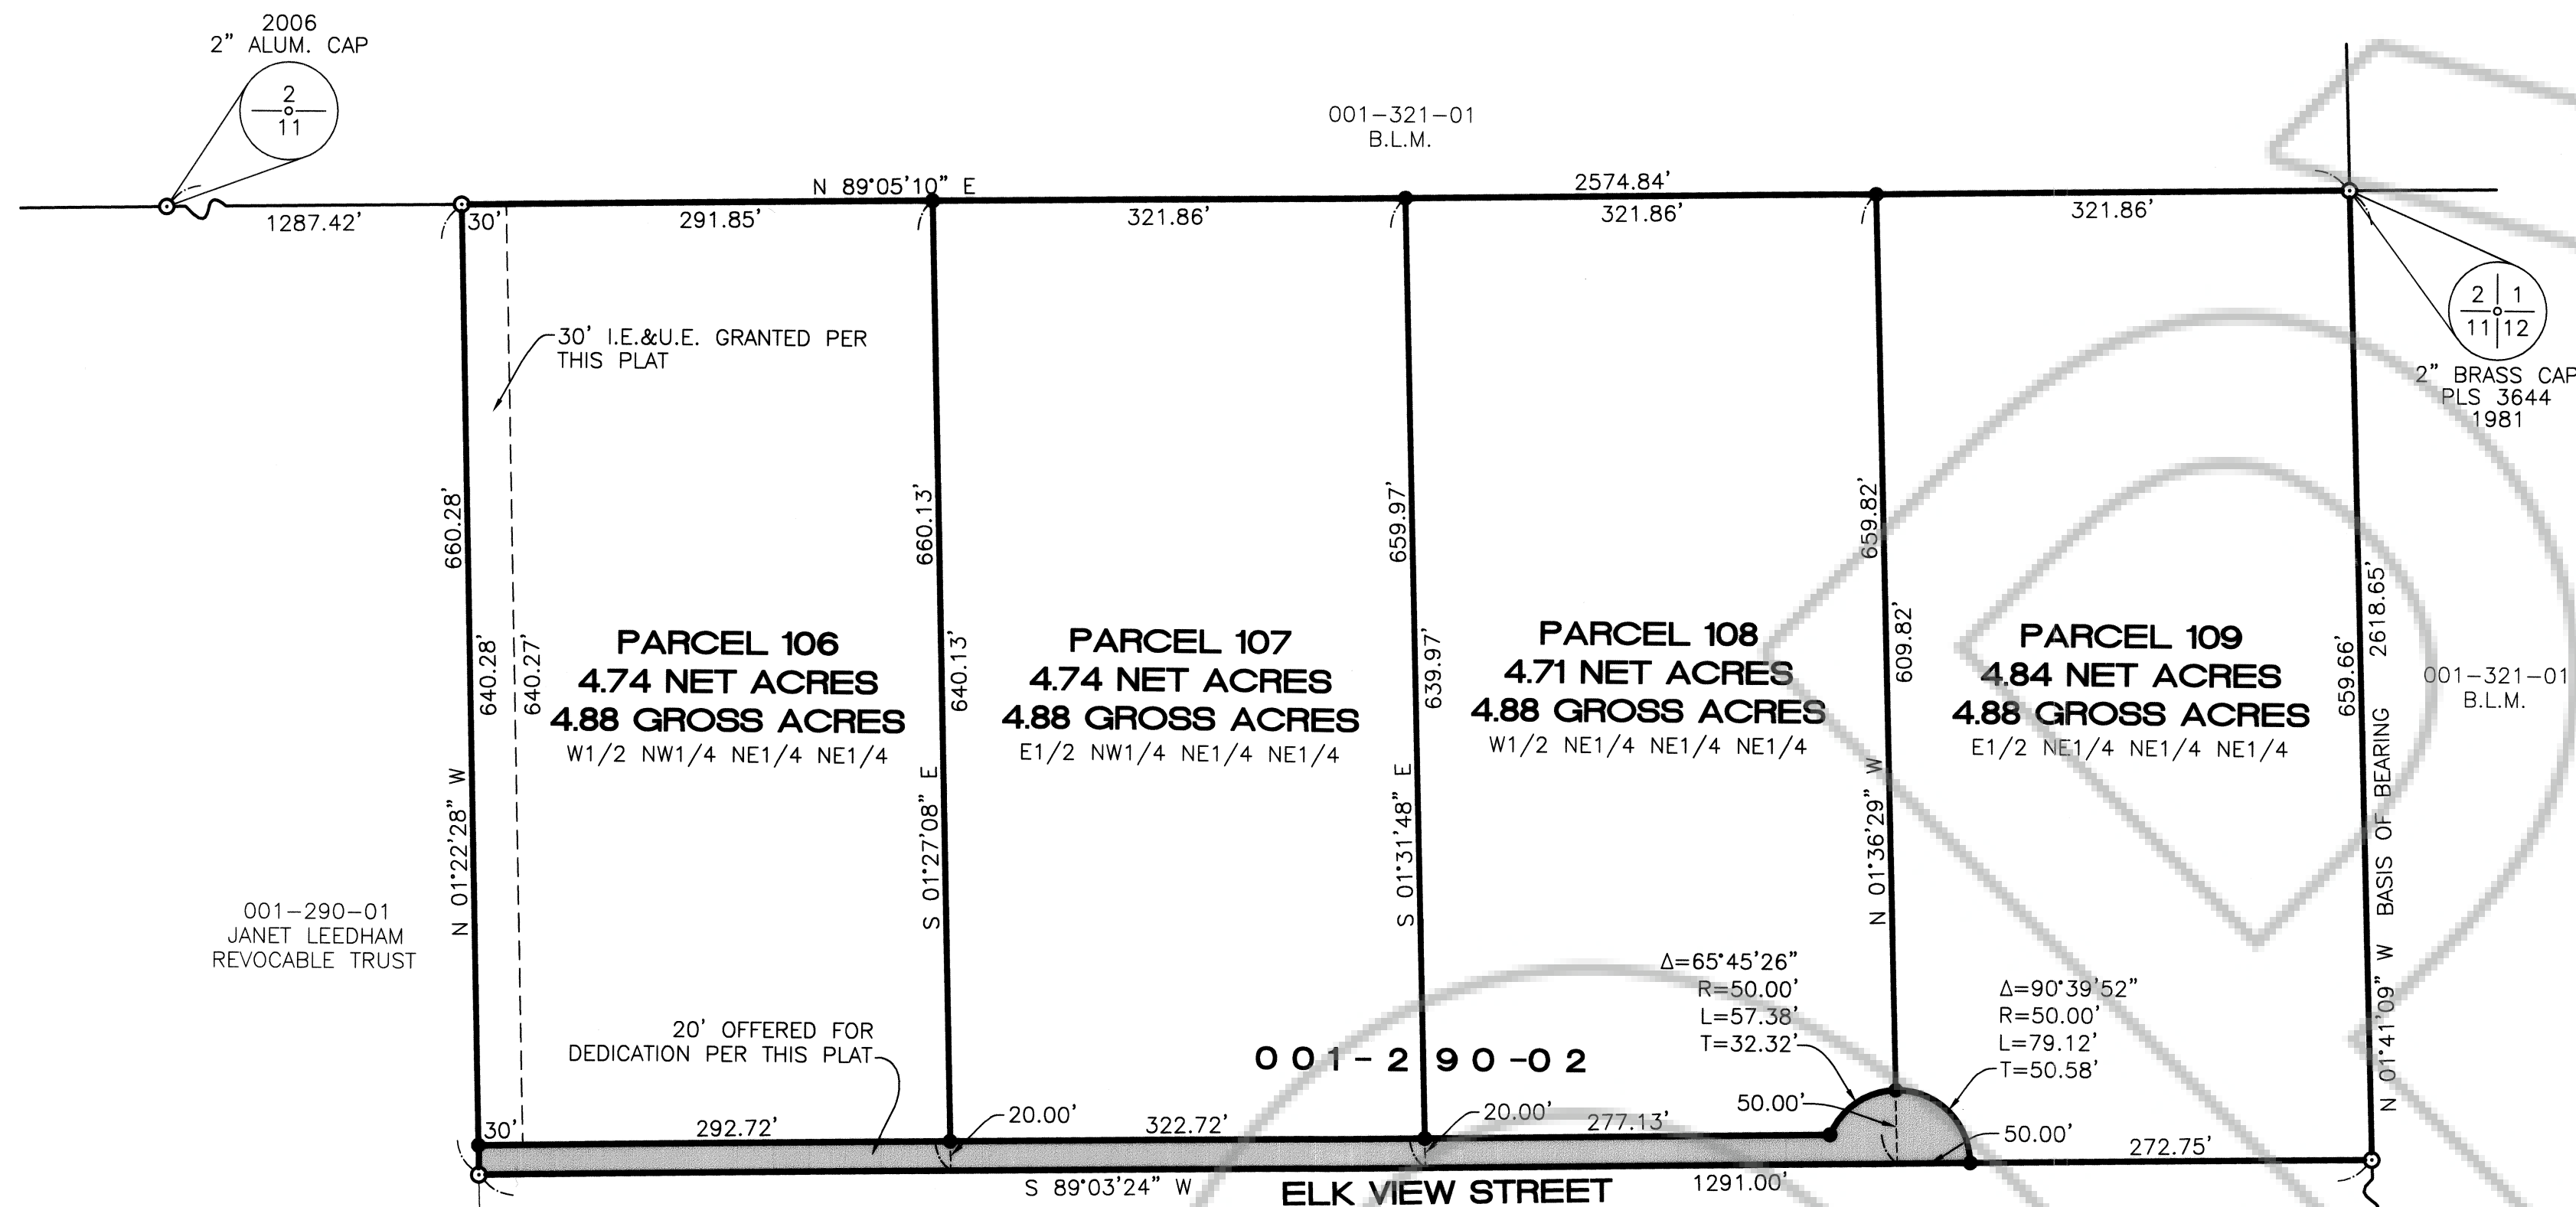 2006
2" ALUM. CAP
2
11
001-321-01
B.L.M.
N 89°05'10" E
2574.84'
1287.42'
30'
291.85'
321.86'
321.86'
321.86'
2 1
11 12
2" BRASS CAP
PLS 3644
1981
30' I.E.&U.E. GRANTED PER
THIS PLAT
660.28'
660.13'
659.97'
659.82'
2618.65'
640.28'
640.27'
640.13'
639.97'
609.82'
659.66'
PARCEL 106
4.74 NET ACRES
4.88 GROSS ACRES
W1/2 NW1/4 NE1/4 NE1/4
PARCEL 107
4.74 NET ACRES
4.88 GROSS ACRES
E1/2 NW1/4 NE1/4 NE1/4
PARCEL 108
4.71 NET ACRES
4.88 GROSS ACRES
W1/2 NE1/4 NE1/4 NE1/4
PARCEL 109
4.84 NET ACRES
4.88 GROSS ACRES
E1/2 NE1/4 NE1/4 NE1/4
001-321-01
B.L.M.
N 01°22'28" W
S 01°27'08" E
S 01°31'48" E
N 01°36'29" W
N 01°41'09" W BASIS OF BEARING
001-290-01
JANET LEEDHAM
REVOCABLE TRUST
Δ=65°45'26"
R=50.00'
L=57.38'
T=32.32'
Δ=90°39'52"
R=50.00'
L=79.12'
T=50.58'
20' OFFERED FOR
DEDICATION PER THIS PLAT
001-290-02
30'
292.72'
20.00'
322.72'
20.00'
277.13'
50.00'
50.00'
272.75'
S 89°03'24" W
ELK VIEW STREET
1291.00'